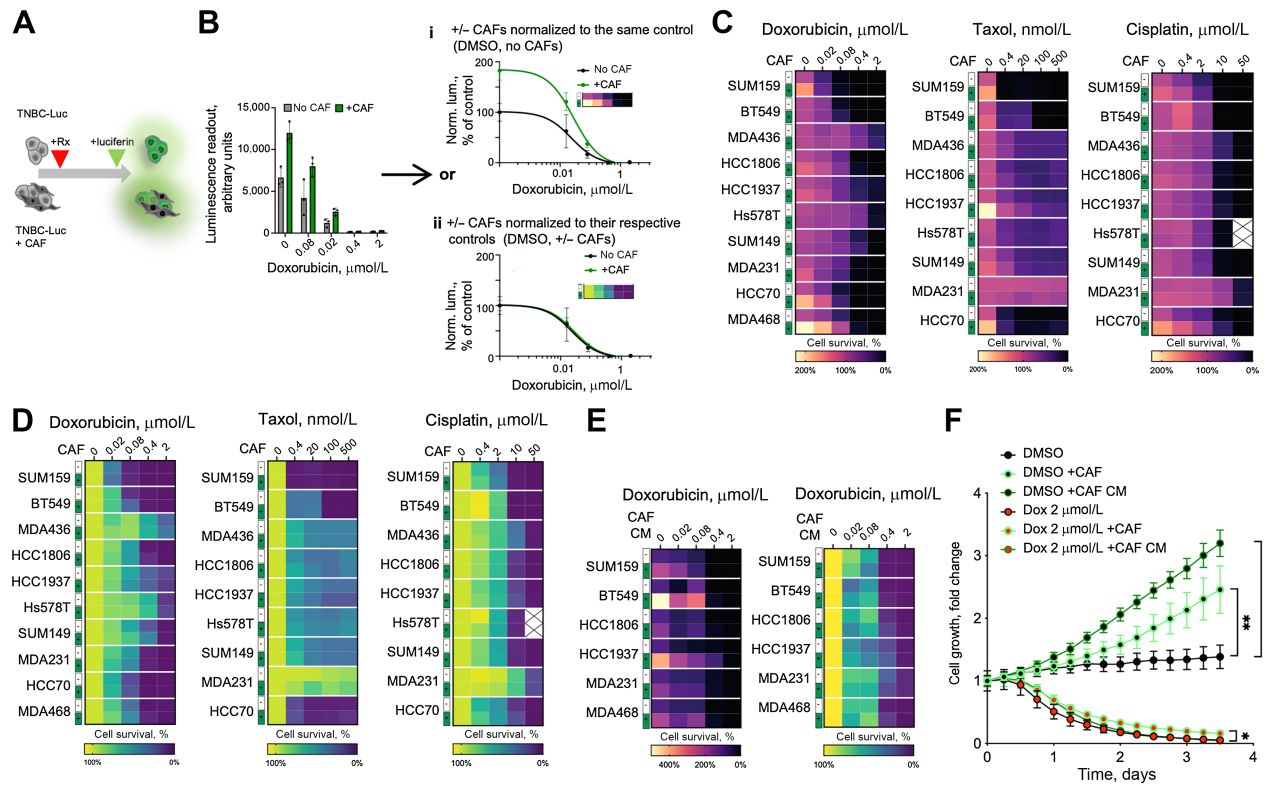 A
TNBC-Luc
+Rx
+luciferin
TNBC-Luc
+ CAF
B
Luminescence readout,
arbitrary units
15,000
10,000
5,000
0
No CAF
+CAF
0
0.08
0.02
0.4
2
Doxorubicin, μmol/L
or
i +/– CAFs normalized to the same control
(DMSO, no CAFs)
Norm. lum.,
% of control
200
150
100
50
0
No CAF
+CAF
0.01
1
Doxorubicin, μmol/L
ii +/– CAFs normalized to their respective
controls (DMSO, +/– CAFs)
Norm. lum.,
% of control
200
100
0
No CAF
+CAF
0.01
1
Doxorubicin, μmol/L
C
Doxorubicin, μmol/L
CAF 0 0.02 0.08 0.4 2
SUM159
BT549
MDA436
HCC1806
HCC1937
Hs578T
SUM149
MDA231
HCC70
MDA468
Cell survival, %
200% 100% 0%
Taxol, nmol/L
CAF 0 0.4 20 100 500
SUM159
BT549
MDA436
HCC1806
HCC1937
Hs578T
SUM149
MDA231
HCC70
Cell survival, %
200% 100% 0%
Cisplatin, μmol/L
CAF 0 0.4 2 10 50
SUM159
BT549
MDA436
HCC1806
HCC1937
Hs578T
SUM149
MDA231
HCC70
Cell survival, %
200% 100% 0%
D
Doxorubicin, μmol/L
CAF 0 0.02 0.08 0.4 2
SUM159
BT549
MDA436
HCC1806
HCC1937
Hs578T
SUM149
MDA231
HCC70
MDA468
Cell survival, %
100% 0%
Taxol, nmol/L
CAF 0 0.4 20 100 500
SUM159
BT549
MDA436
HCC1806
HCC1937
Hs578T
SUM149
MDA231
HCC70
Cell survival, %
100% 0%
Cisplatin, μmol/L
CAF 0 0.4 2 10 50
SUM159
BT549
MDA436
HCC1806
HCC1937
Hs578T
SUM149
MDA231
HCC70
Cell survival, %
100% 0%
E
Doxorubicin, μmol/L
CAF
CM 0 0.02 0.08 0.4 2
SUM159
BT549
HCC1806
HCC1937
MDA231
MDA468
Cell survival, %
400% 200% 0%
Doxorubicin, μmol/L
CAF
CM 0 0.02 0.08 0.4 2
SUM159
BT549
HCC1806
HCC1937
MDA231
MDA468
Cell survival, %
100% 0%
F
DMSO
DMSO +CAF
DMSO +CAF CM
Dox 2 μmol/L
Dox 2 μmol/L +CAF
Dox 2 μmol/L +CAF CM
Cell growth, fold change
4
3
2
1
0
**
*
0 1 2 3 4
Time, days